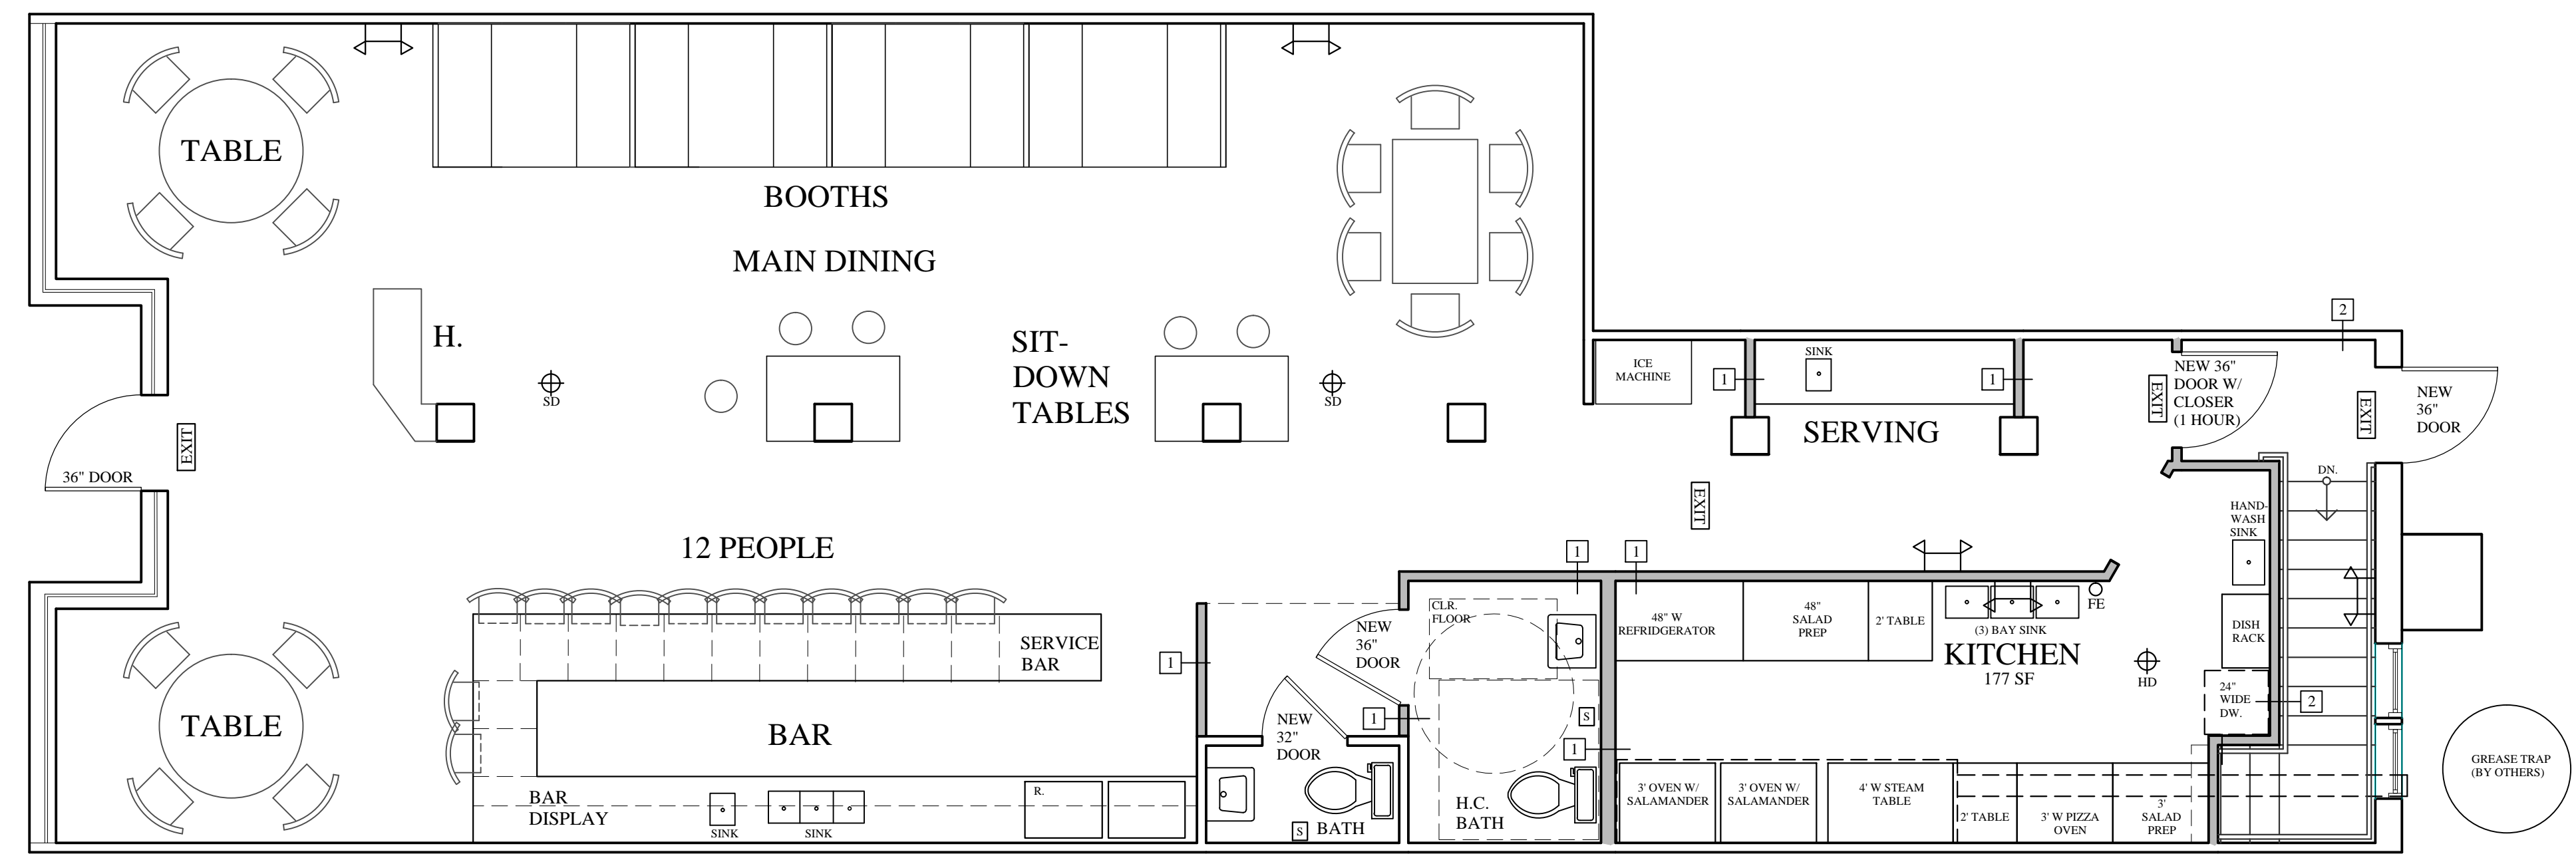 TABLE
BOOTHS
MAIN DINING
H.
SD
SIT-
DOWN
TABLES
SD
EXIT
36" DOOR
12 PEOPLE
TABLE
SERVICE
BAR
BAR
BAR
DISPLAY
SINK
SINK
R.
1
NEW
36"
DOOR
NEW
32"
DOOR
1
S
BATH
CLR.
FLOOR
S
H.C.
BATH
1
1
1
ICE
MACHINE
1
SINK
1
SERVING
EXIT
EXIT
NEW 36"
DOOR W/
CLOSER
(1 HOUR)
2
EXIT
NEW
36"
DOOR
DN.
HAND-
WASH
SINK
DISH
RACK
24"
WIDE
DW.
2
48" W
REFRIDGERATOR
48"
SALAD
PREP
2' TABLE
(3) BAY SINK
FE
KITCHEN
177 SF
HD
3' OVEN W/
SALAMANDER
3' OVEN W/
SALAMANDER
4' W STEAM
TABLE
2' TABLE
3' W PIZZA
OVEN
3'
SALAD
PREP
GREASE TRAP
(BY OTHERS)